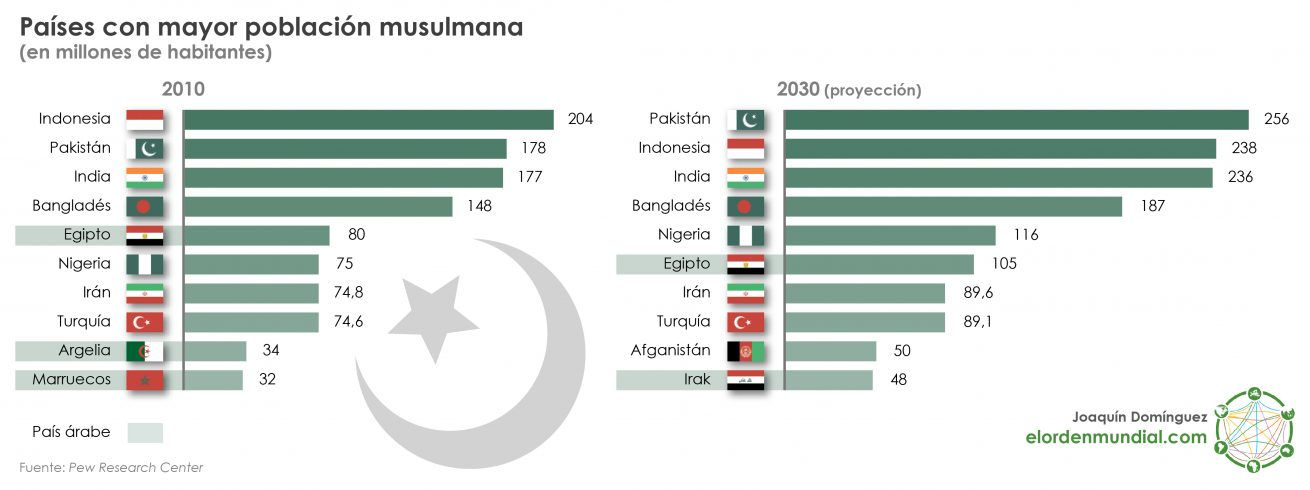 Países con mayor población musulmana
(en millones de habitantes)
2010
Indonesia 204
Pakistán 178
India 177
Bangladés 148
Egipto 80
Nigeria 75
Irán 74,8
Turquía 74,6
Argelia 34
Marruecos 32
País árabe
Fuente: Pew Research Center
2030 (proyección)
Pakistán 256
Indonesia 238
India 236
Bangladés 187
Nigeria 116
Egipto 105
Irán 89,6
Turquía 89,1
Afganistán 50
Irak 48
Joaquín Domínguez
elordenmundial.com